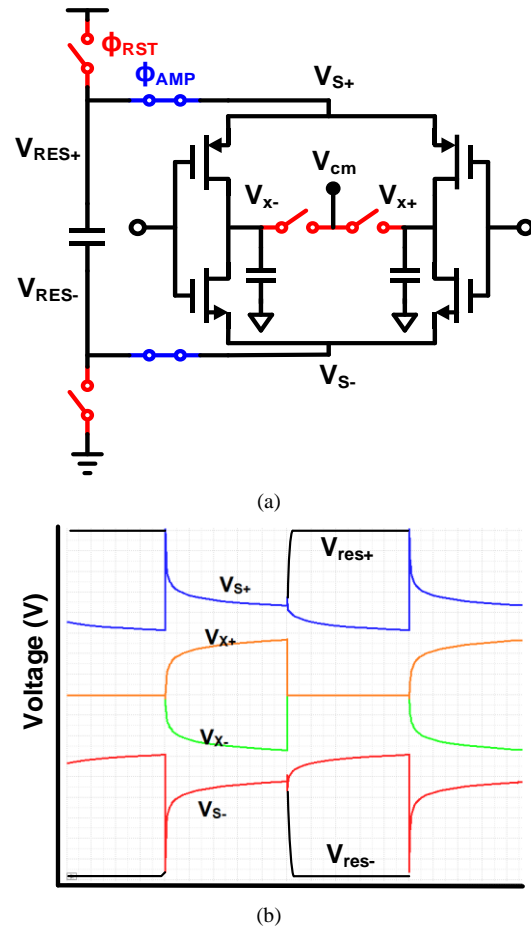 ΦRST
ΦAMP
VS+
VRES+
Vcm
Vx-
Vx+
VRES-
VS-
(a)
Voltage (V)
Vres+
VS+
VX+
VX-
VS-
Vres-
(b)